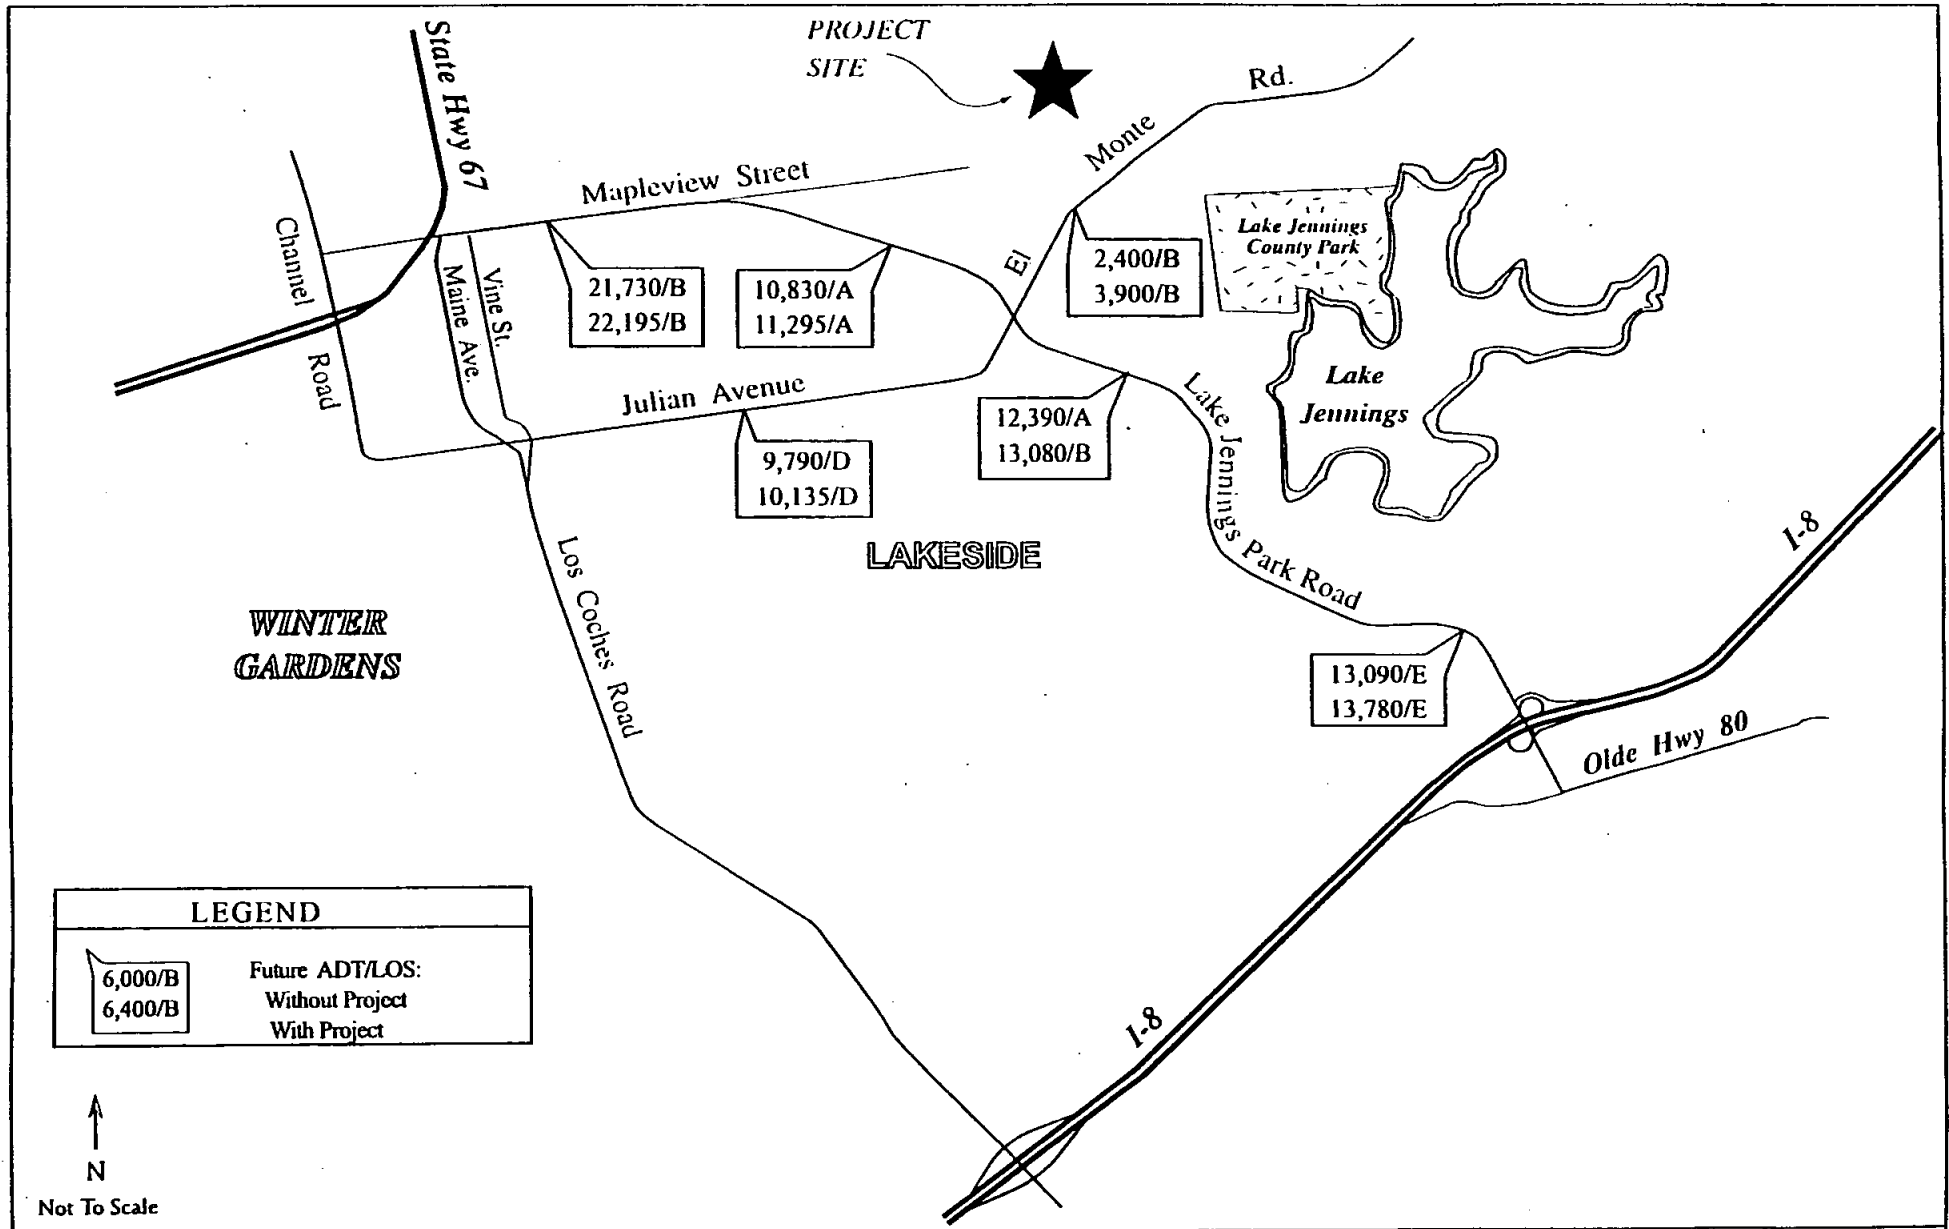 PROJECT
SITE
State Hwy 67
Rd.
Monte
El
Mapleview Street
Channel
Road
Maine Ave.
Vine St.
21,730/B
22,195/B
10,830/A
11,295/A
2,400/B
3,900/B
Lake Jennings
County Park
Lake
Jennings
Julian Avenue
9,790/D
10,135/D
12,390/A
13,080/B
Lake Jennings Park Road
LAKESIDE
WINTER
GARDENS
Los Coches Road
13,090/E
13,780/E
I-8
Olde Hwy 80
I-8
LEGEND
6,000/B
6,400/B
Future ADT/LOS:
Without Project
With Project
N
Not To Scale